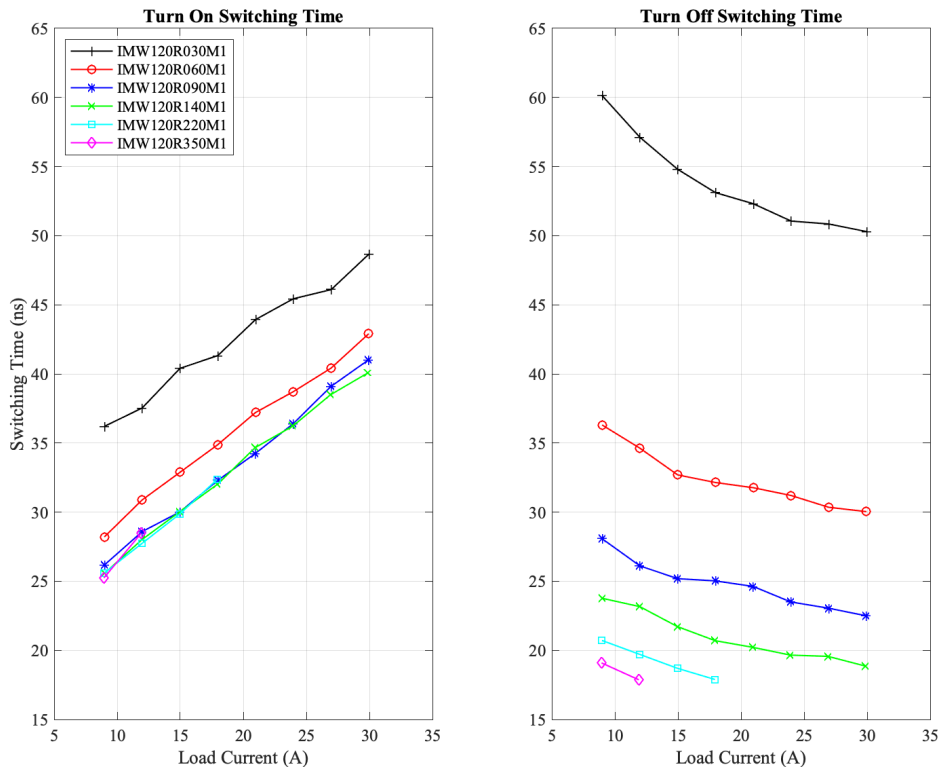 Turn On Switching Time
Turn Off Switching Time
65
60
55
50
45
40
35
30
25
20
15
Switching Time (ns)
IMW120R030M1
IMW120R060M1
IMW120R090M1
IMW120R140M1
IMW120R220M1
IMW120R350M1
5 10 15 20 25 30 35
Load Current (A)
65
60
55
50
45
40
35
30
25
20
15
5 10 15 20 25 30 35
Load Current (A)